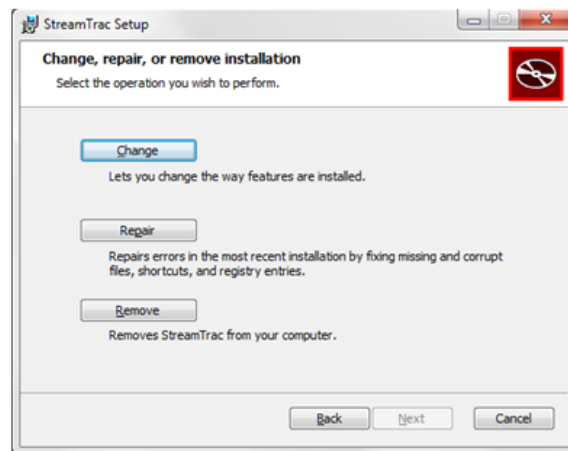 StreamTrac Setup
Change, repair, or remove installation
Select the operation you wish to perform.
Change
Lets you change the way features are installed.
Repair
Repairs errors in the most recent installation by fixing missing and corrupt
files, shortcuts, and registry entries.
Remove
Removes StreamTrac from your computer.
Back Next Cancel